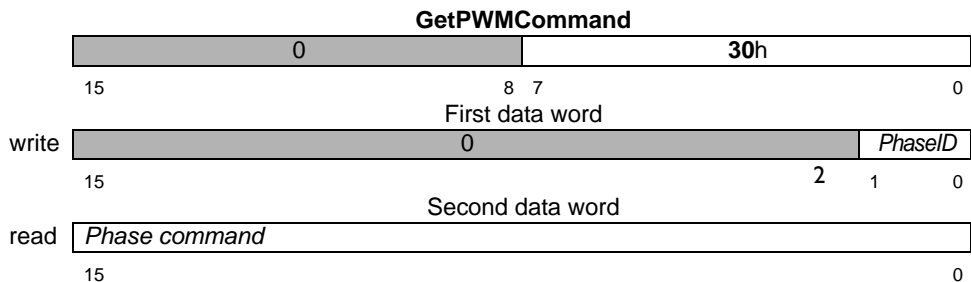 GetPWMCommand
0 30h
15 8 7 0
First data word
write 0 PhaseID
15 2 1 0
Second data word
read Phase command
15 0